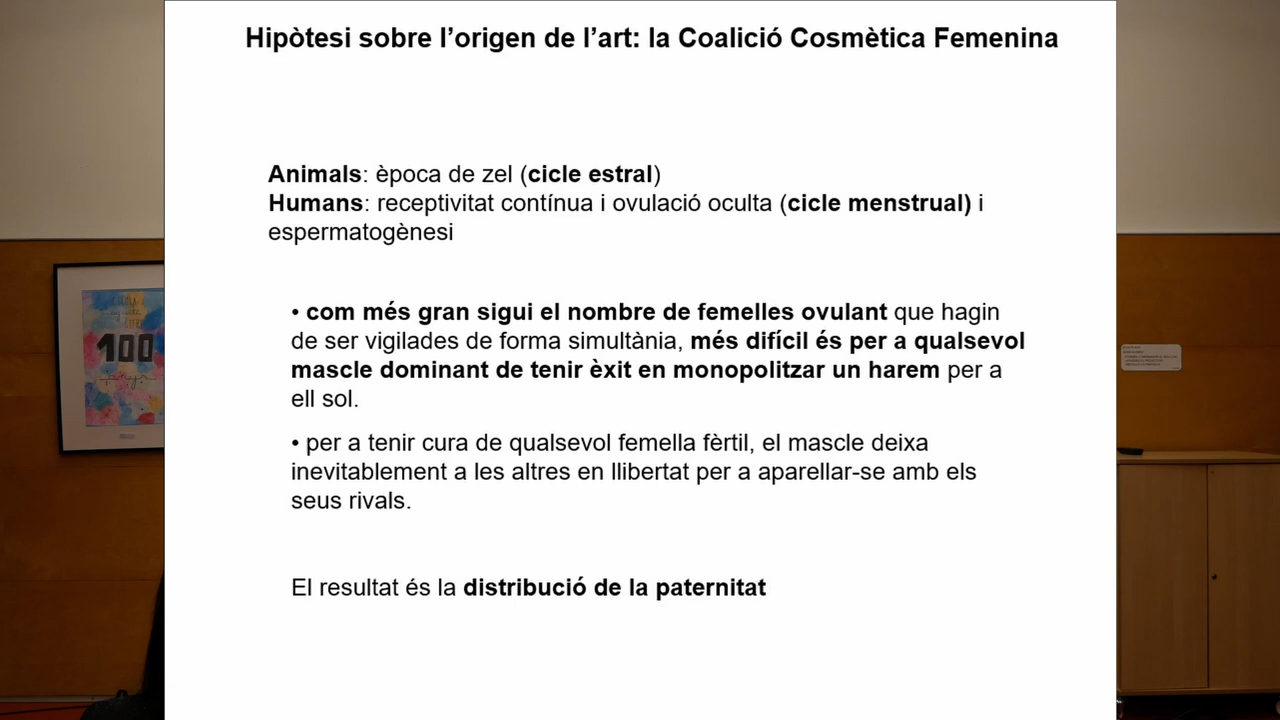 Hipòtesi sobre l’origen de l’art: la Coalició Cosmètica Femenina
Animals: època de zel (cicle estral)
Humans: receptivitat contínua i ovulació oculta (cicle menstrual) i
espermatogènesi
• com més gran sigui el nombre de femelles ovulant que hagin
de ser vigilades de forma simultània, més difícil és per a qualsevol
mascle dominant de tenir èxit en monopolitzar un harem per a
ell sol.
• per a tenir cura de qualsevol femella fèrtil, el mascle deixa
inevitablement a les altres en llibertat per a aparellar-se amb els
seus rivals.
El resultat és la distribució de la paternitat
100